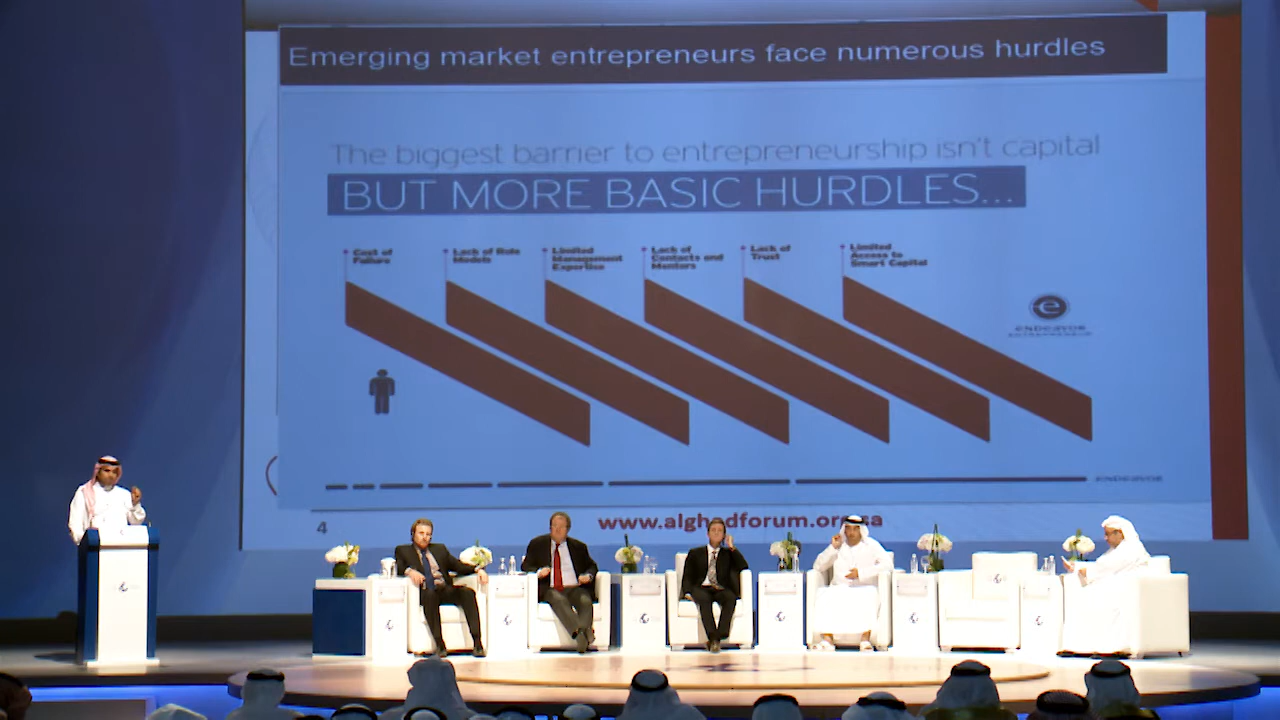 Emerging market entrepreneurs face numerous hurdles
The biggest barrier to entrepreneurship isn't capital
BUT MORE BASIC HURDLES...
Cost of
Failure
Lack of Role
Models
Limited
Management
Expertise
Lack of
Contacts and
Mentors
Lack of
Trust
Limited
Access to
Smart Capital
e
ENDEAVOR
ENDEAVOR
4
www.alghadforum.org.sa